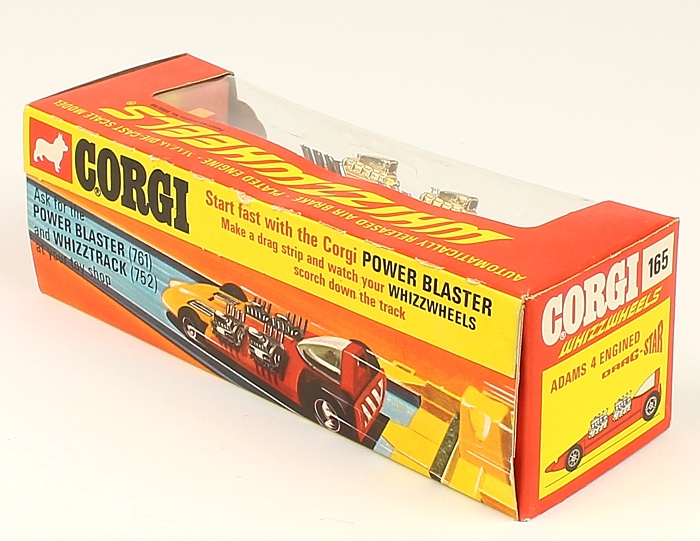 AUTOMATICALLY RELEASED AIR BRAKE · PLATED ENGINE · MAZAK DIE-CAST SCALE MODEL
WHIZZWHEELS
CORGI
Ask for the
POWER BLASTER (761)
and WHIZZTRACK (752)
at your toy shop
Start fast with the Corgi POWER BLASTER
Make a drag strip and watch your WHIZZWHEELS
scorch down the track
CORGI
165
WHIZZWHEELS
ADAMS 4 ENGINED
DRAG-STAR